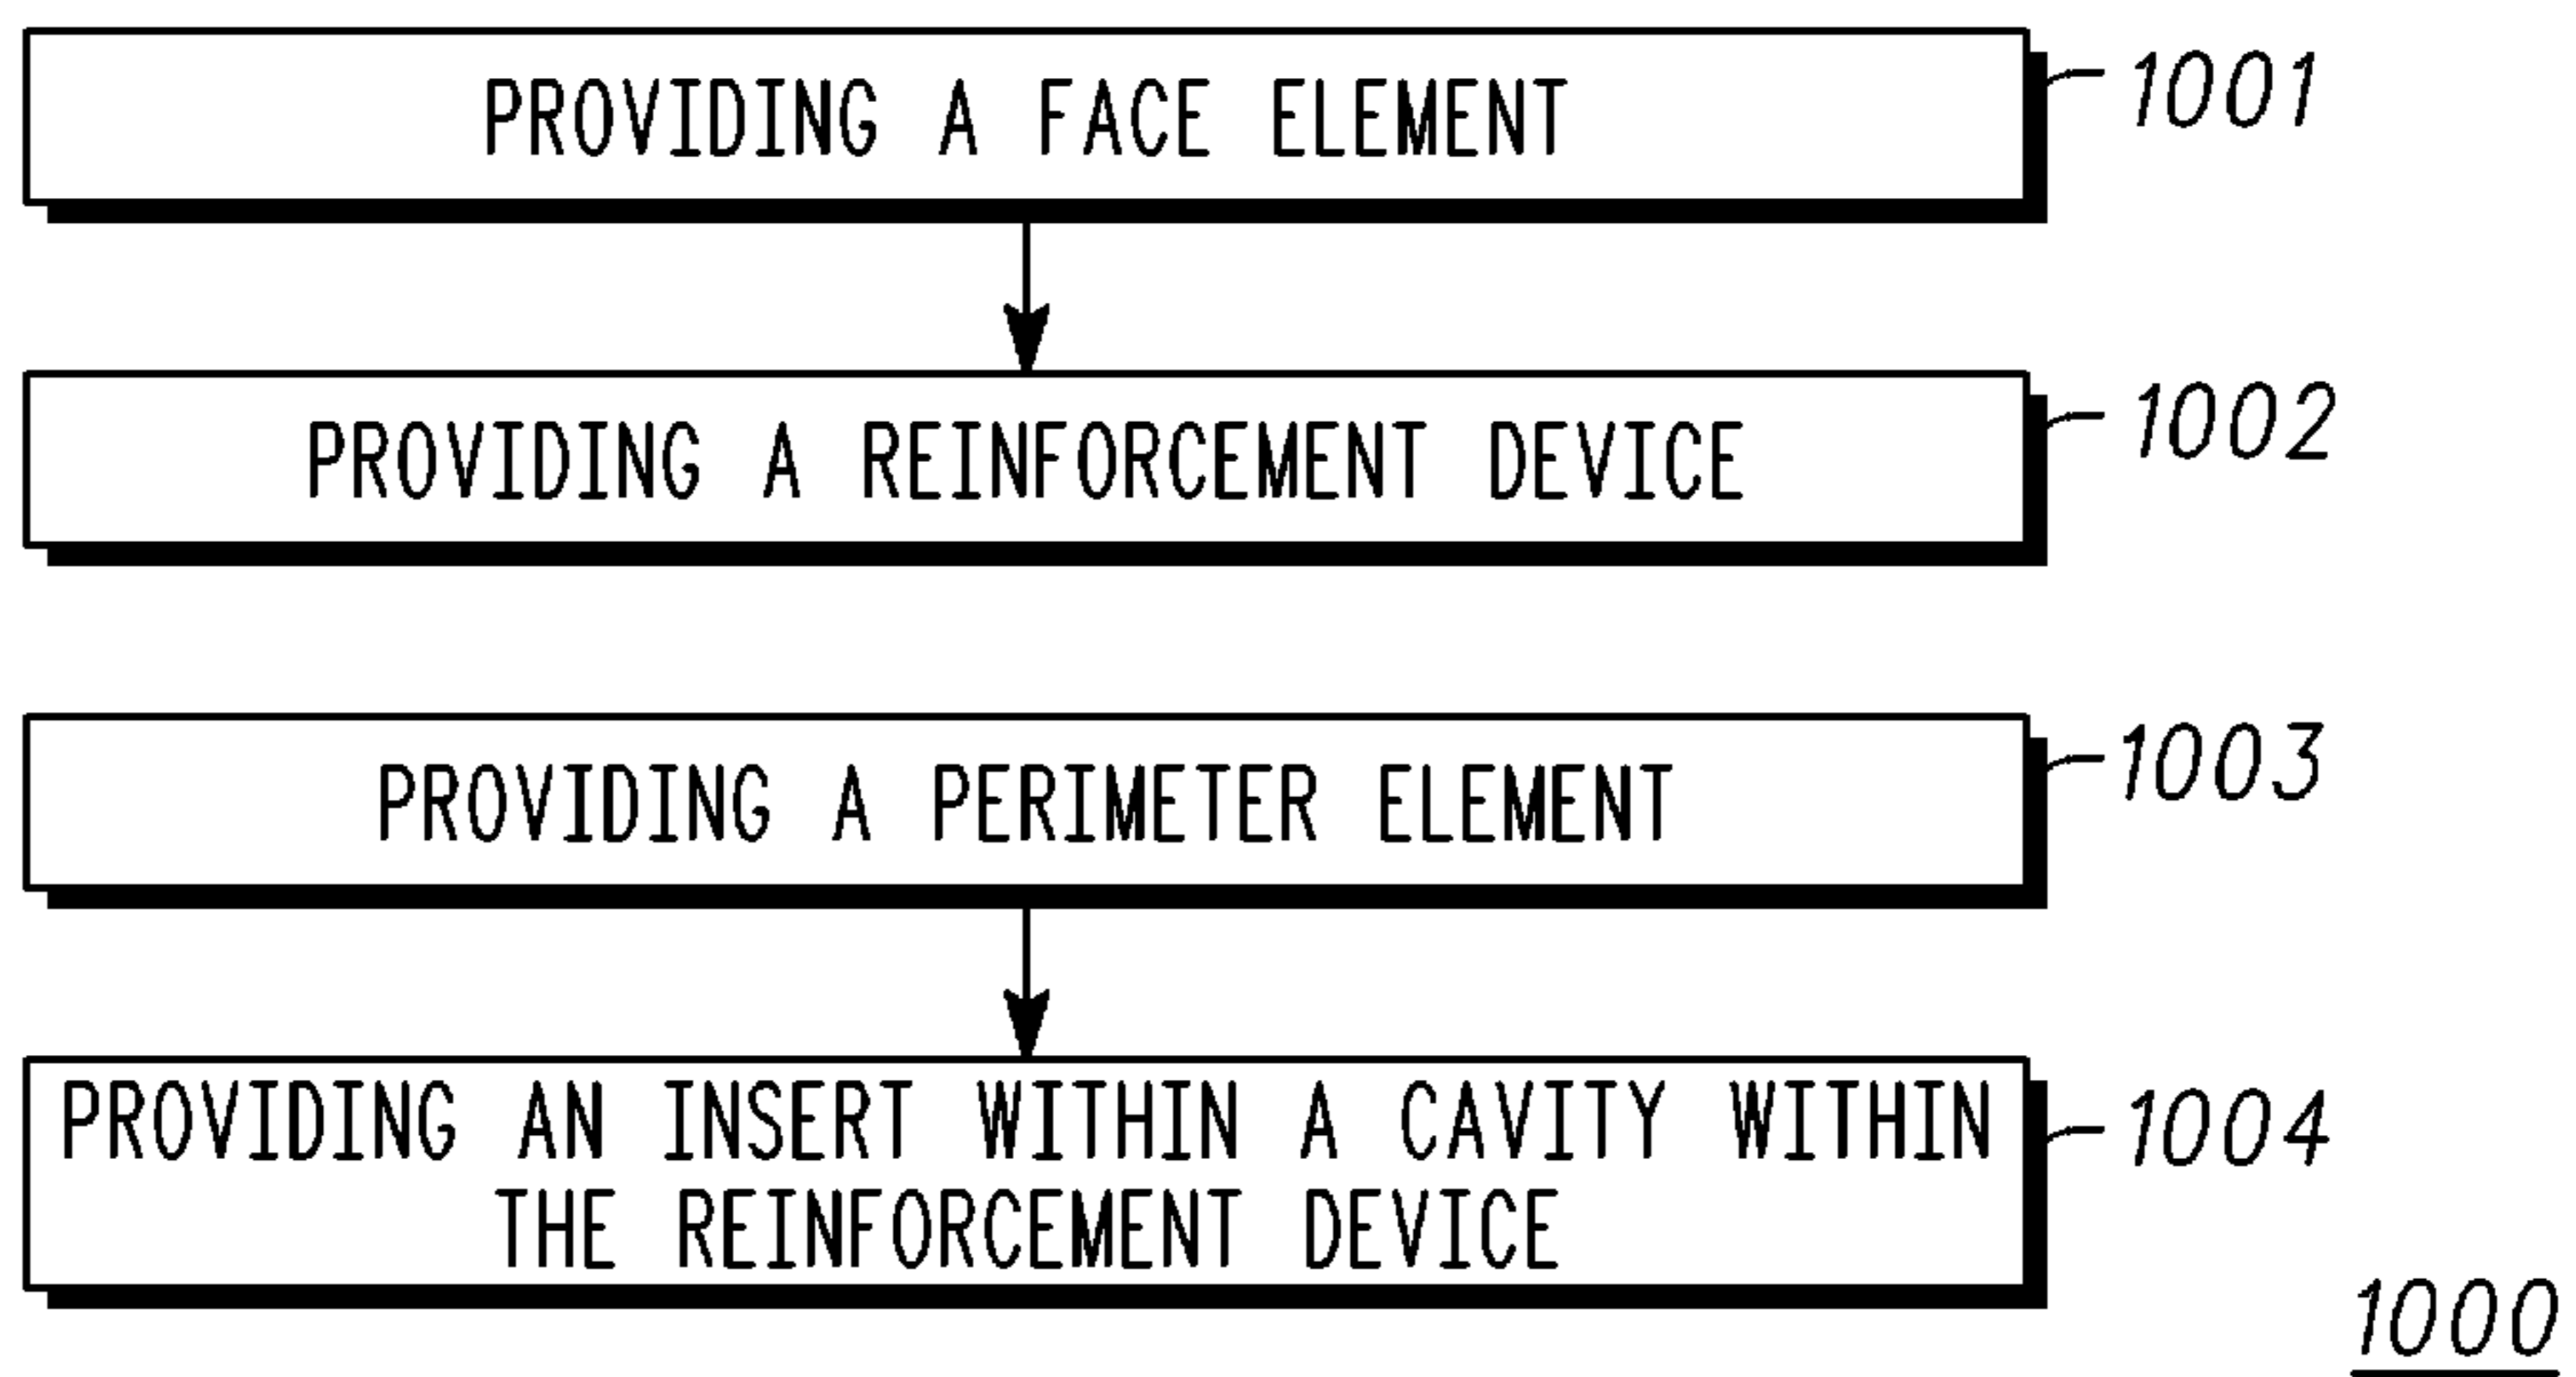 PROVIDING A FACE ELEMENT
1001
PROVIDING A REINFORCEMENT DEVICE
1002
PROVIDING A PERIMETER ELEMENT
1003
PROVIDING AN INSERT WITHIN A CAVITY WITHIN
THE REINFORCEMENT DEVICE
1004
1000